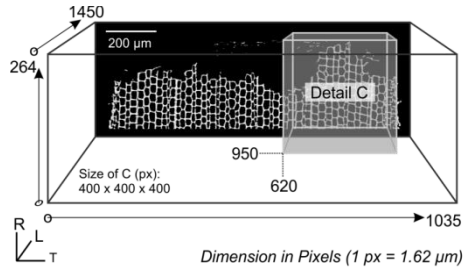 1450
264
200 µm
Detail C
950
620
Size of C (px):
400 x 400 x 400
1035
R
L
T
Dimension in Pixels (1 px = 1.62 µm)